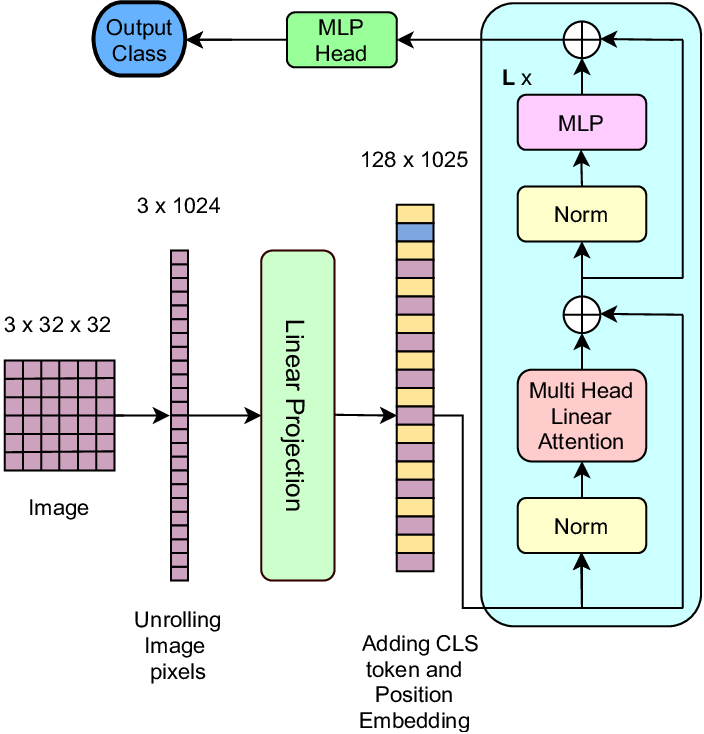 Output
Class
MLP
Head
L x
MLP
Norm
128 x 1025
3 x 1024
3 x 32 x 32
Linear Projection
Multi Head
Linear
Attention
Norm
Image
Unrolling
Image
pixels
Adding CLS
token and
Position
Embedding